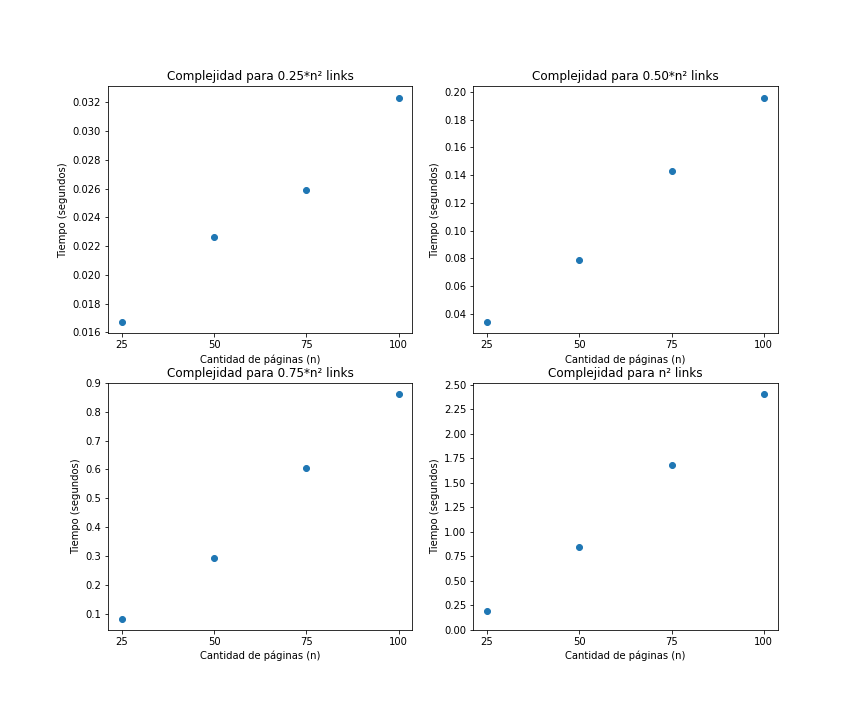 Complejidad para 0.25*n² links
0.032
0.030
0.028
0.026
0.024
0.022
0.020
0.018
0.016
Tiempo (segundos)
25 50 75 100
Cantidad de páginas (n)
Complejidad para 0.50*n² links
0.20
0.18
0.16
0.14
0.12
0.10
0.08
0.06
0.04
Tiempo (segundos)
25 50 75 100
Cantidad de páginas (n)
Complejidad para 0.75*n² links
0.9
0.8
0.7
0.6
0.5
0.4
0.3
0.2
0.1
Tiempo (segundos)
25 50 75 100
Cantidad de páginas (n)
Complejidad para n² links
2.50
2.25
2.00
1.75
1.50
1.25
1.00
0.75
0.50
0.25
0.00
Tiempo (segundos)
25 50 75 100
Cantidad de páginas (n)